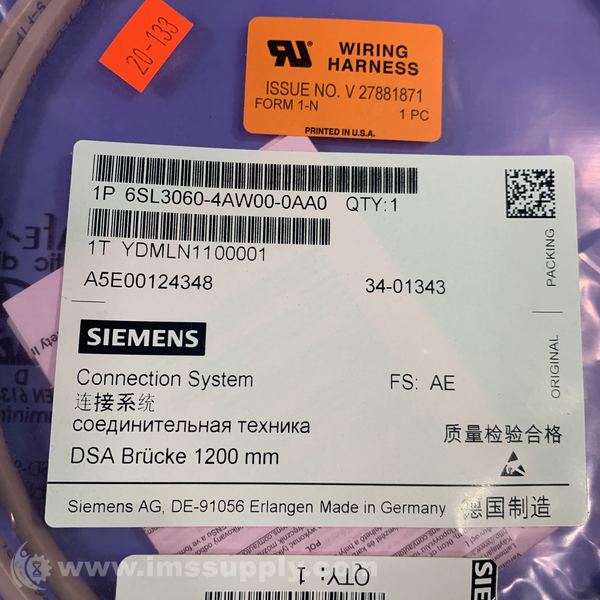 20-133
WIRING
HARNESS
ISSUE NO. V 27881871
FORM 1-N
1 PC
PRINTED IN U.S.A.
1P 6SL3060-4AW00-0AA0 QTY:1
1T YDMLN1100001
A5E00124348 34-01343
ORIGINAL PACKING
SIEMENS
Connection System FS: AE
连接系统
соединительная техника
质量检验合格
DSA Brücke 1200 mm
Siemens AG, DE-91056 Erlangen Made in Germany 德国制造
www.imssupply.com
QTY: 1
SIEMENS